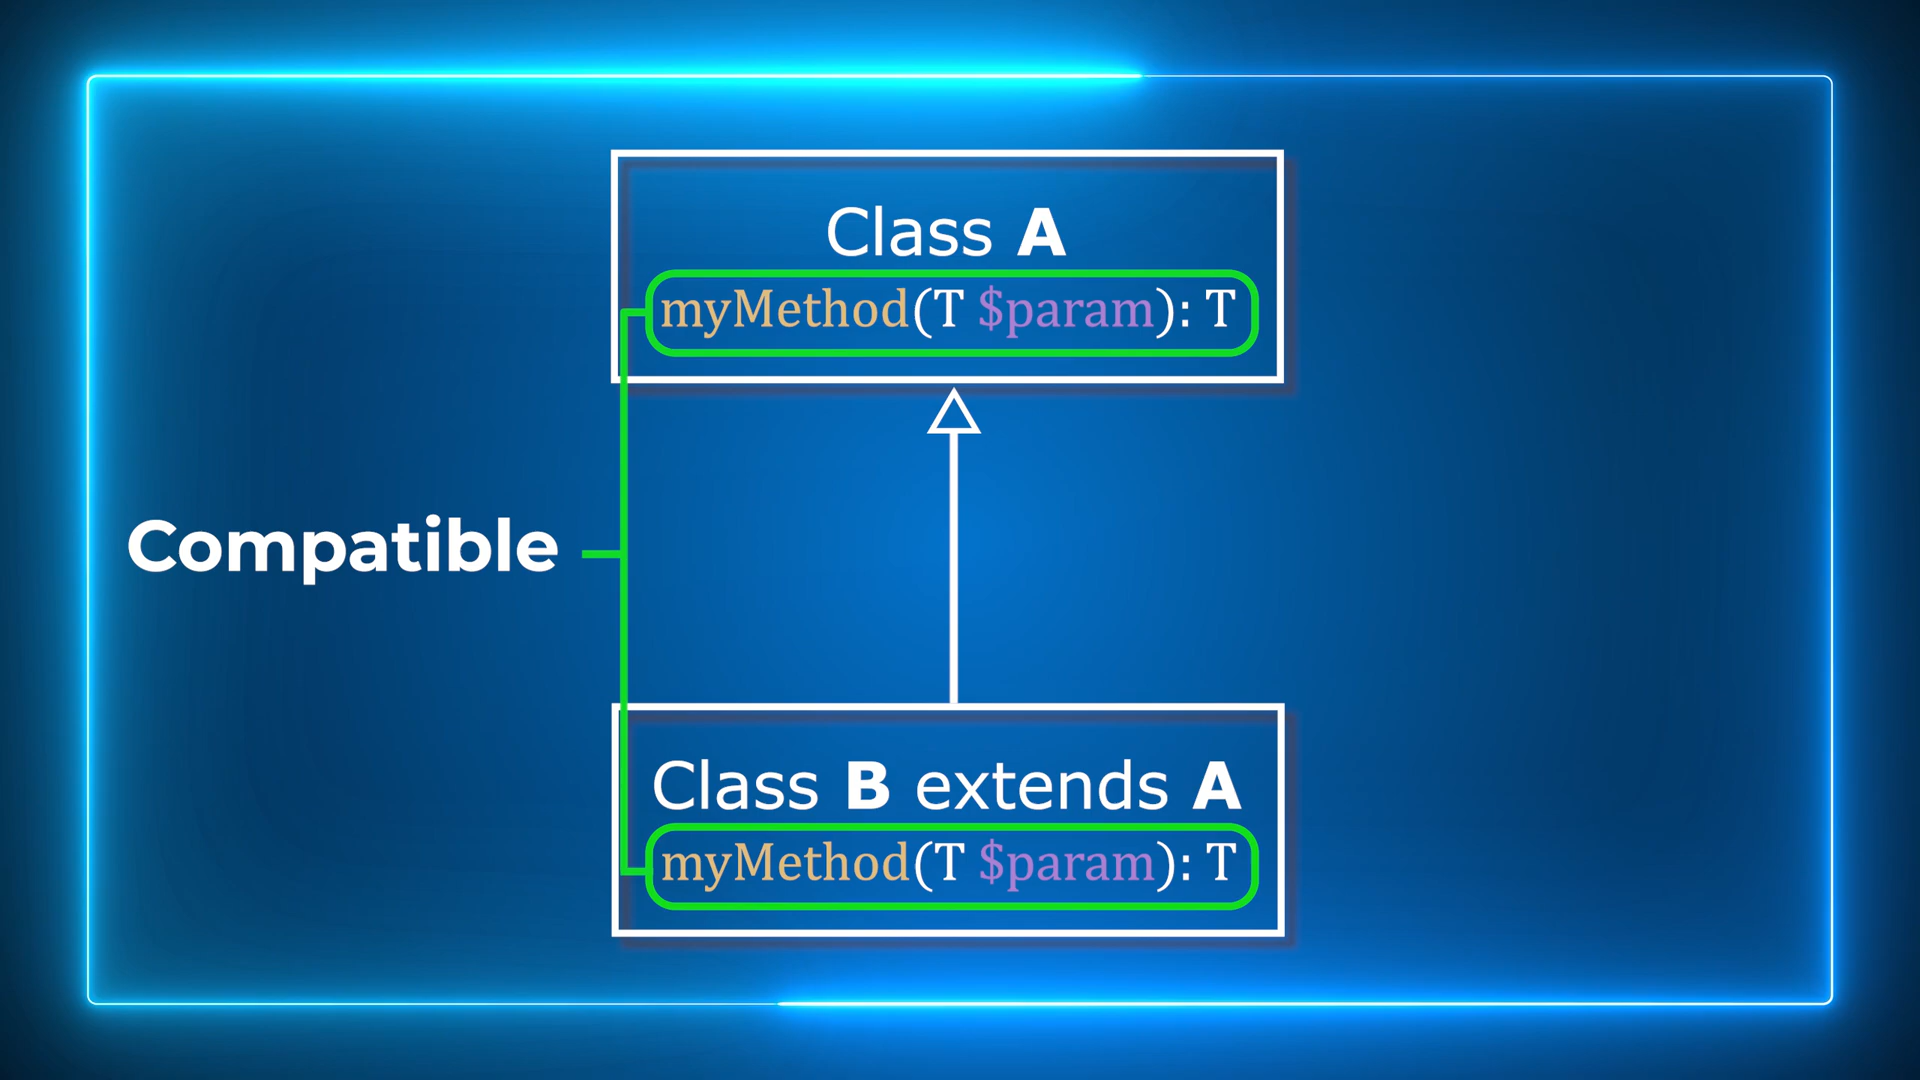 Class A
myMethod(T $param): T
Compatible
Class B extends A
myMethod(T $param): T